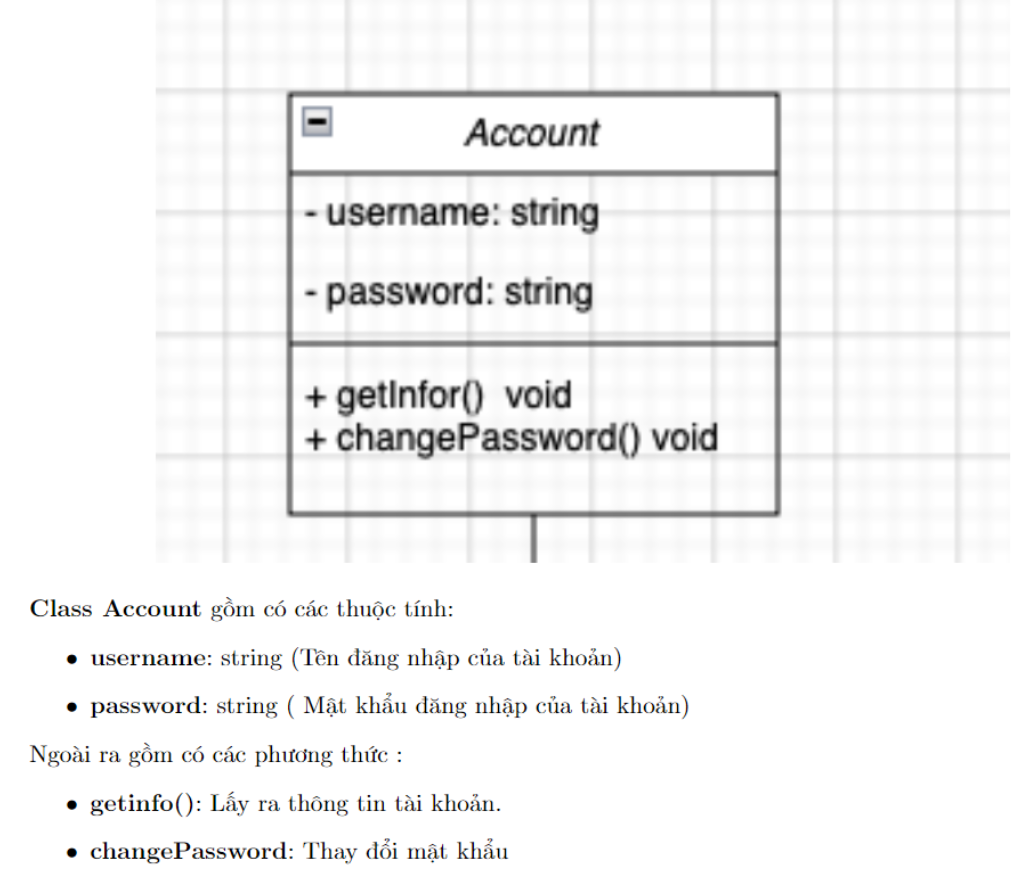 Account
- username: string
- password: string
+ getInfor()  void
+ changePassword() void
Class Account gồm có các thuộc tính:
• username: string (Tên đăng nhập của tài khoản)
• password: string ( Mật khẩu đăng nhập của tài khoản)
Ngoài ra gồm có các phương thức :
• getinfo(): Lấy ra thông tin tài khoản.
• changePassword: Thay đổi mật khẩu